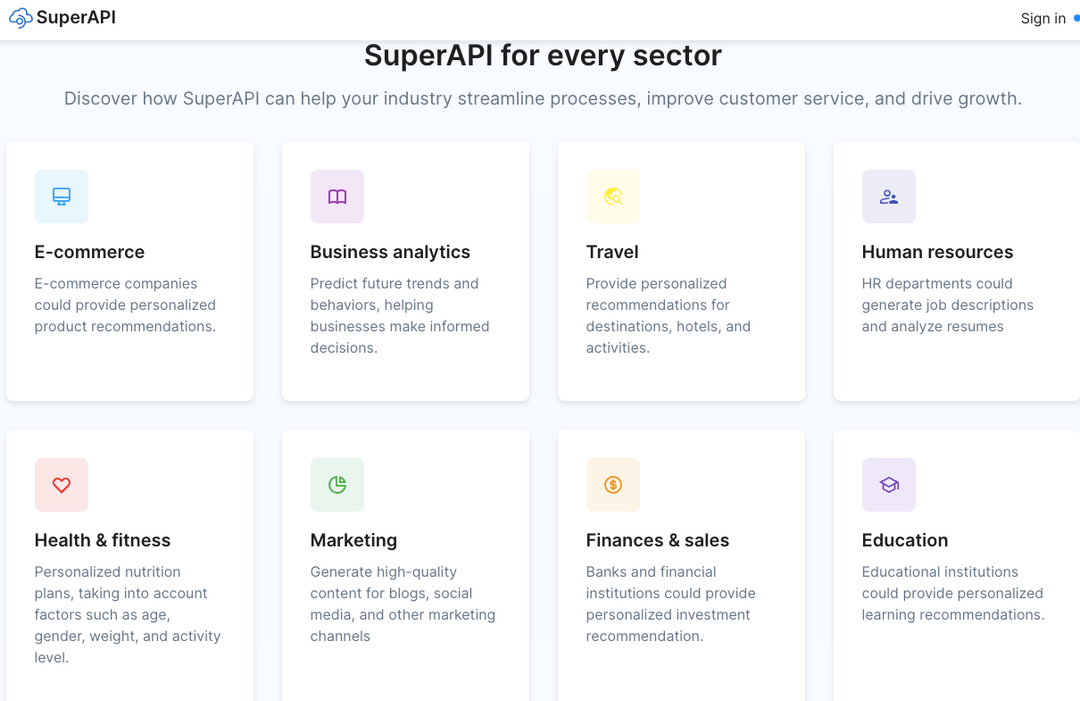 SuperAPI
Sign in
SuperAPI for every sector
Discover how SuperAPI can help your industry streamline processes, improve customer service, and drive growth.
E-commerce
E-commerce companies
could provide personalized
product recommendations.
Business analytics
Predict future trends and
behaviors, helping
businesses make informed
decisions.
Travel
Provide personalized
recommendations for
destinations, hotels, and
activities.
Human resources
HR departments could
generate job descriptions
and analyze resumes
Health & fitness
Personalized nutrition
plans, taking into account
factors such as age,
gender, weight, and activity
level.
Marketing
Generate high-quality
content for blogs, social
media, and other marketing
channels
Finances & sales
Banks and financial
institutions could provide
personalized investment
recommendation.
Education
Educational institutions
could provide personalized
learning recommendations.